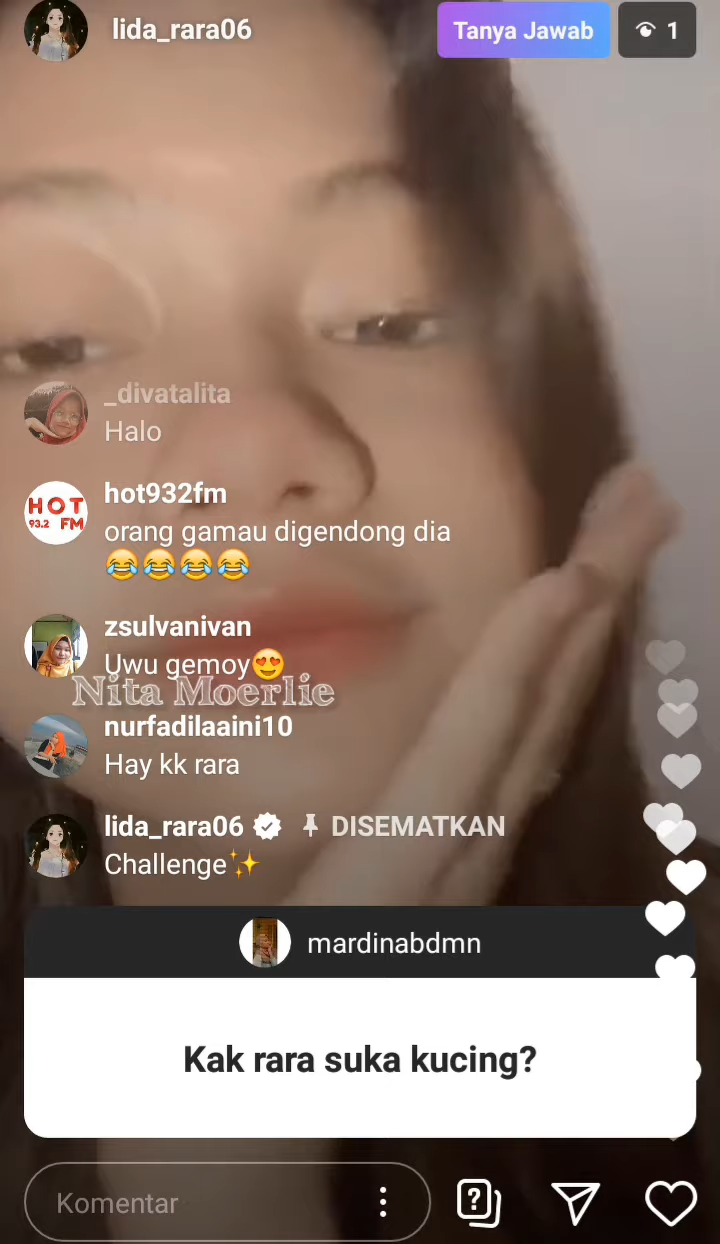 lida_rara06
Tanya Jawab
1
_divatalita
Halo
HOT
93.2 FM
hot932fm
orang gamau digendong dia
😂😂😂😂
zsulvanivan
Uwu gemoy😍
Nita Moerlie
nurfadilaaini10
Hay kk rara
lida_rara06 DISEMATKAN
Challenge✨
mardinabdmn
Kak rara suka kucing?
Komentar